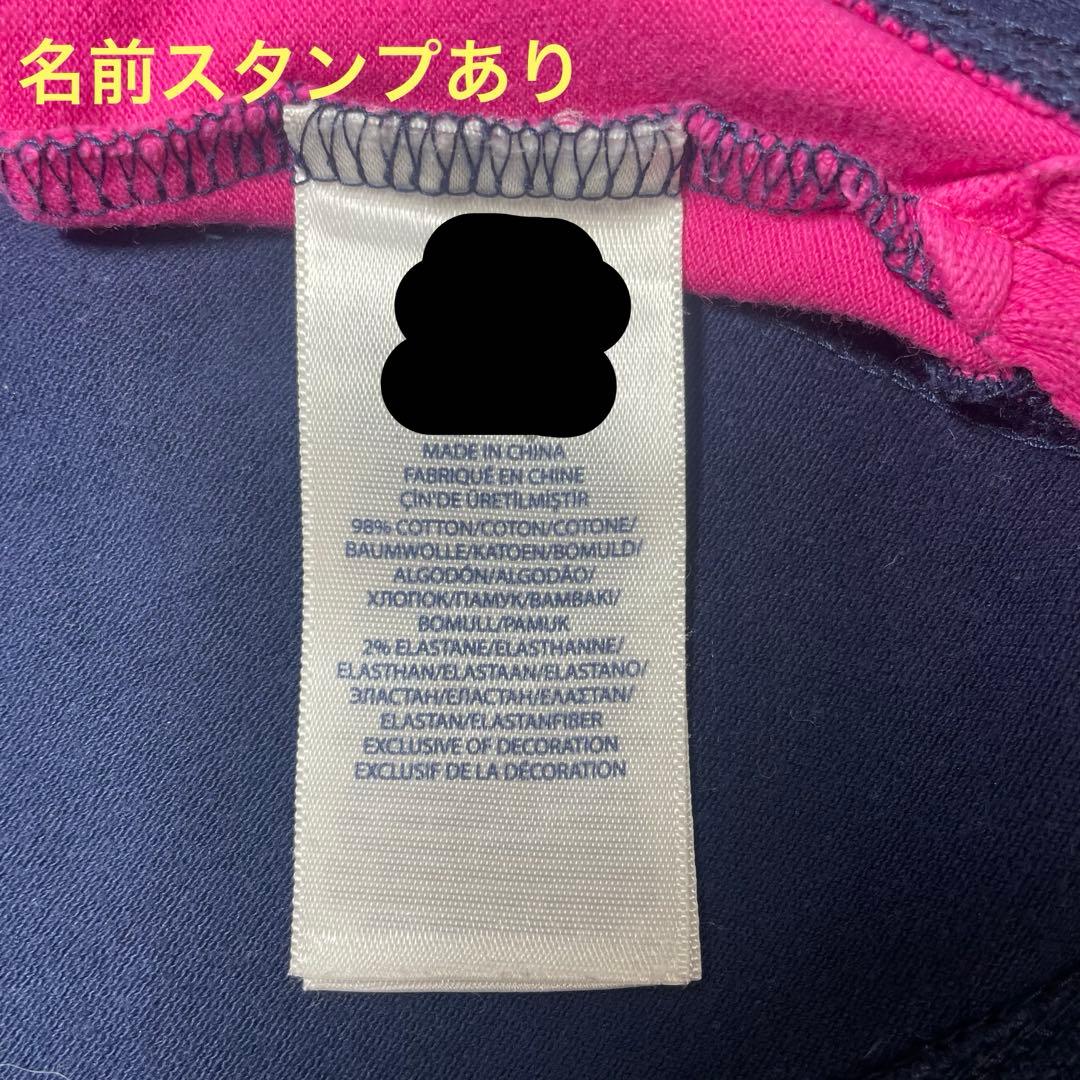 名前スタンプあり
MADE IN CHINA
FABRIQUÉ EN CHINE
ÇİN'DE ÜRETİLMİŞTİR
98% COTTON/COTON/COTONE/
BAUMWOLLE/KATOEN/BOMULD/
ALGODÓN/ALGODÃO/
ХЛОПОК/ПАМУК/ΒΑΜΒΑΚΙ/
BOMULL/PAMUK
2% ELASTANE/ELASTHANNE/
ELASTHAN/ELASTAAN/ELASTANO/
ЭЛАСТАН/ЕЛАСТАН/ΕΛΑΣΤΑΝ/
ELASTAN/ELASTANFIBER
EXCLUSIVE OF DECORATION
EXCLUSIF DE LA DÉCORATION